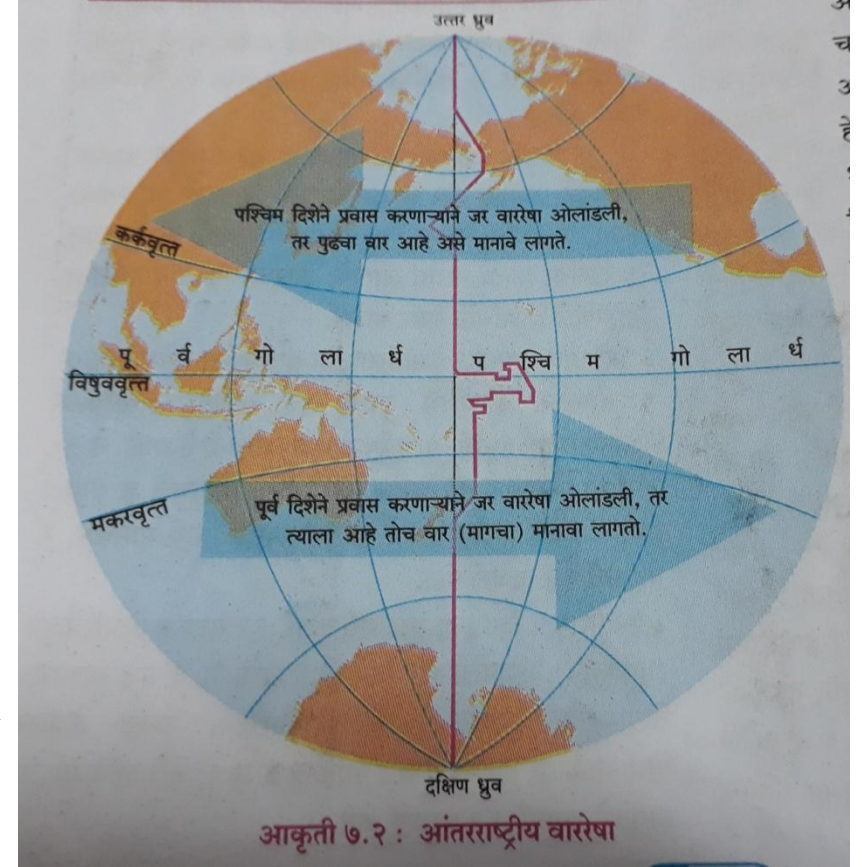 उत्तर ध्रुव
पश्चिम दिशेने प्रवास करणाऱ्याने जर वाररेषा ओलांडली,
तर पुढचा वार आहे असे मानावे लागते.
कर्कवृत्त
पूर्व गोलार्ध पश्चिम गोलार्ध
विषुववृत्त
पूर्व दिशेने प्रवास करणाऱ्याने जर वाररेषा ओलांडली, तर
त्याला आहे तोच वार (मागचा) मानावा लागतो.
मकरवृत्त
दक्षिण ध्रुव
आकृती ७.२ : आंतरराष्ट्रीय वाररेषा